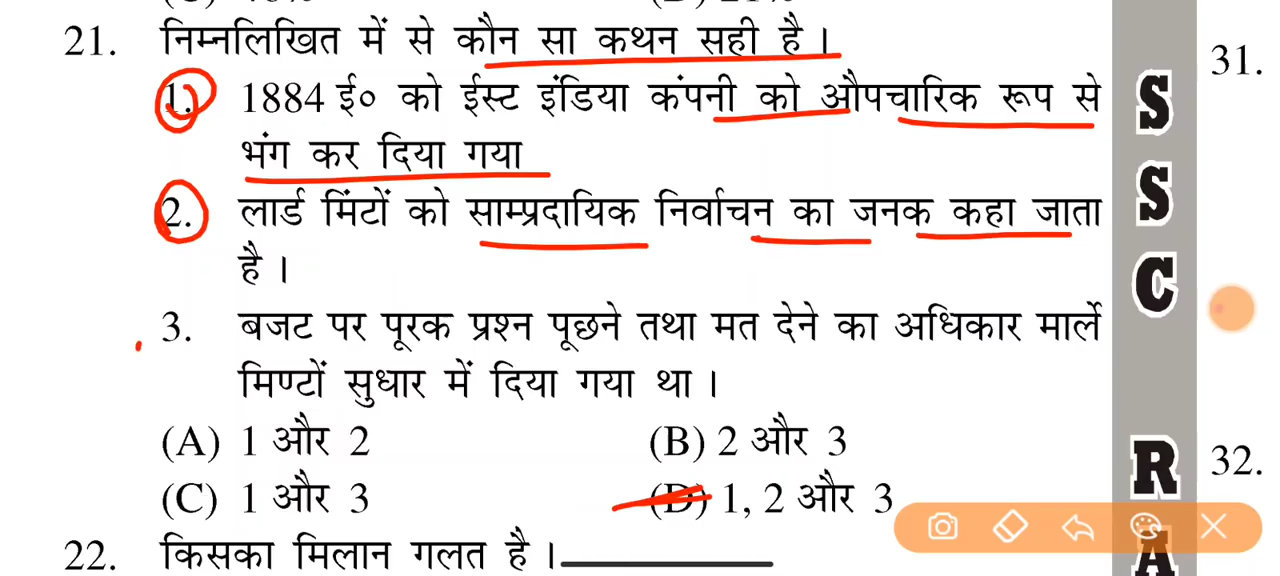 21. निम्नलिखित में से कौन सा कथन सही है ।
1. 1884 ई० को ईस्ट इंडिया कंपनी को औपचारिक रूप से
भंग कर दिया गया
2. लार्ड मिंटों को साम्प्रदायिक निर्वाचन का जनक कहा जाता
है ।
3. बजट पर पूरक प्रश्न पूछने तथा मत देने का अधिकार मार्ले
मिण्टों सुधार में दिया गया था ।
(A) 1 और 2 (B) 2 और 3
(C) 1 और 3 (D) 1, 2 और 3
22. किसका मिलान गलत है ।
S
S
C
R
A
31.
32.